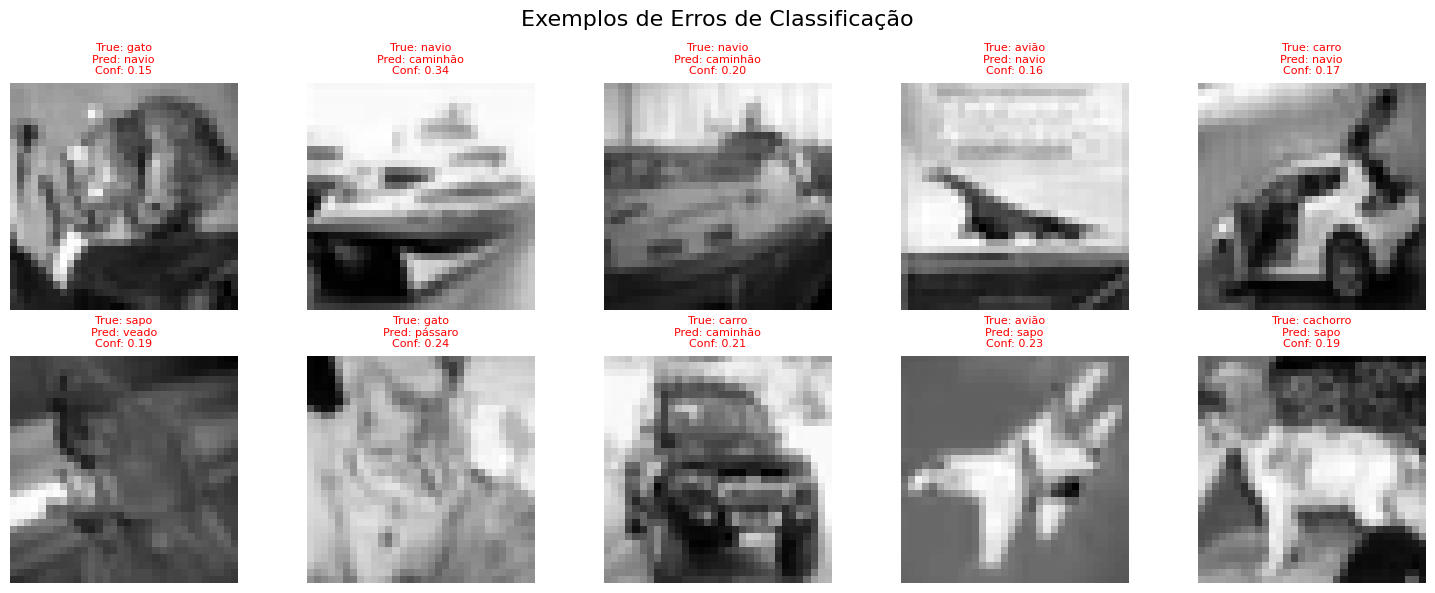 Exemplos de Erros de Classificação
True: gato
Pred: navio
Conf: 0.15
True: navio
Pred: caminhão
Conf: 0.34
True: navio
Pred: caminhão
Conf: 0.20
True: avião
Pred: navio
Conf: 0.16
True: carro
Pred: navio
Conf: 0.17
True: sapo
Pred: veado
Conf: 0.19
True: gato
Pred: pássaro
Conf: 0.24
True: carro
Pred: caminhão
Conf: 0.21
True: avião
Pred: sapo
Conf: 0.23
True: cachorro
Pred: sapo
Conf: 0.19